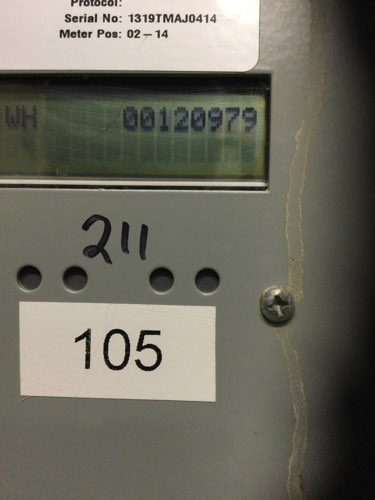 Protocol:
Serial No: 1319TMAJ0414
Meter Pos: 02-14
WH 00120979
211
105